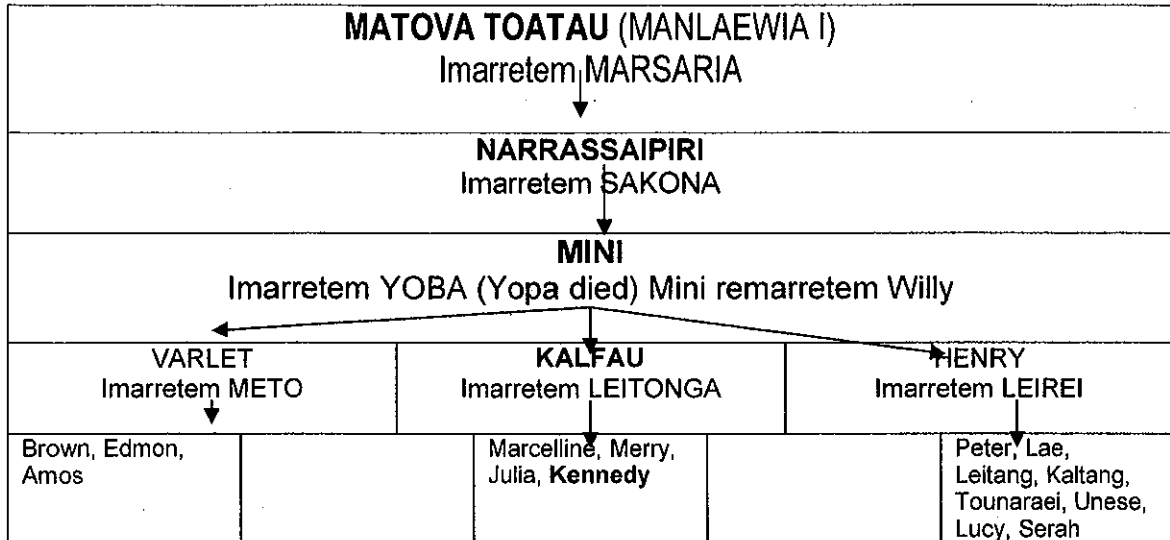 MATOVA TOATAU (MANLAEWIA I)
Imarretem MARSARIA
NARRASSAIPIRI
Imarretem SAKONA
MINI
Imarretem YOBA (Yopa died) Mini remarretem Willy
VARLET
Imarretem METO
KALFAU
Imarretem LEITONGA
HENRY
Imarretem LEIREI
Brown, Edmon,
Amos
Marcelline, Merry,
Julia, Kennedy
Peter, Lae,
Leitang, Kaltang,
Tounaraei, Unese,
Lucy, Serah